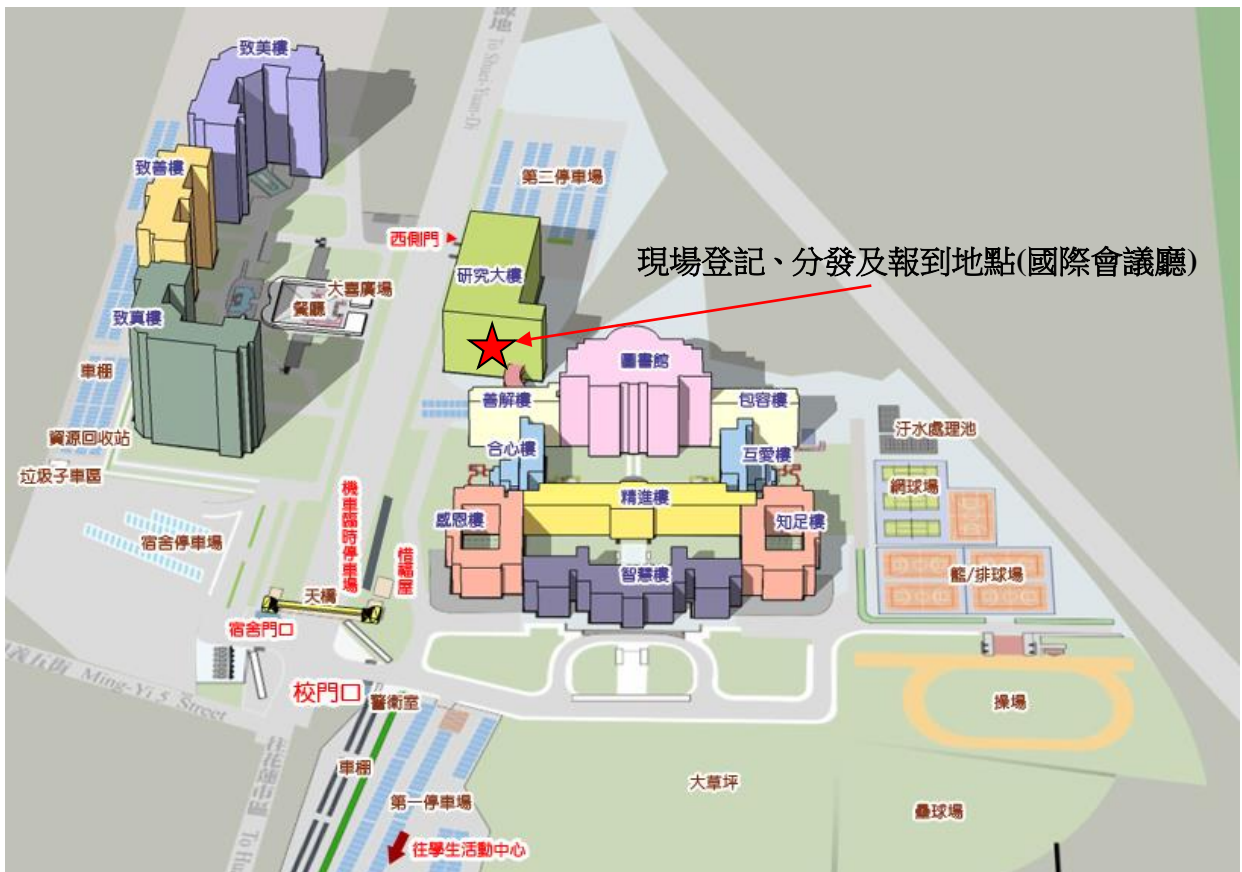 致美樓
To Shui-Yuan-Di
致善樓
第二停車場
西側門
現場登記、分發及報到地點(國際會議廳)
研究大樓
大喜廣場
餐廳
致真樓
圖書館
車棚
善解樓
包容樓
資源回收站
合心樓
互愛樓
汙水處理池
垃圾子車區
網球場
機車臨時停車場
精進樓
感恩樓
知足樓
宿舍停車場
惜福屋
智慧樓
籃/排球場
天橋
宿舍門口
Ming-Yi 5 Street
校門口
警衛室
操場
車棚
大草坪
第一停車場
壘球場
To Hu
往學生活動中心